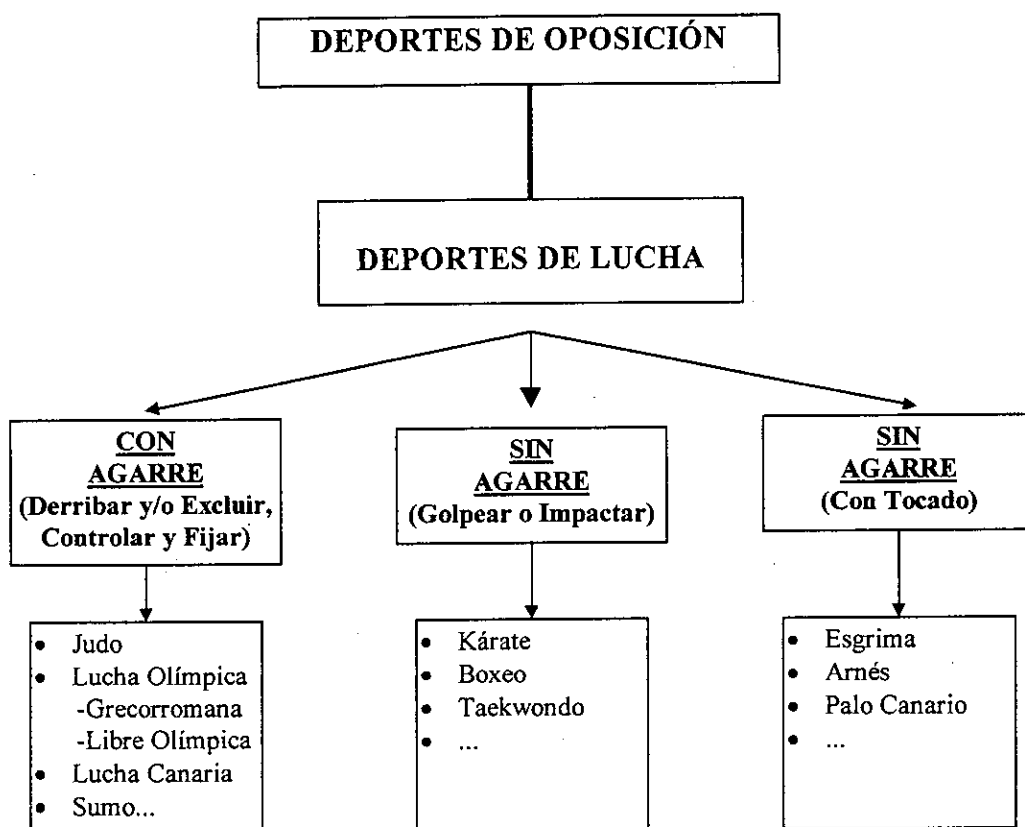 DEPORTES DE OPOSICIÓN
DEPORTES DE LUCHA
CON
AGARRE
(Derribar y/o Excluir,
Controlar y Fijar)
SIN
AGARRE
(Golpear o Impactar)
SIN
AGARRE
(Con Tocado)
• Judo
• Lucha Olímpica
-Grecorromana
-Libre Olímpica
• Lucha Canaria
• Sumo...
• Kárate
• Boxeo
• Taekwondo
• ...
• Esgrima
• Arnés
• Palo Canario
• ...